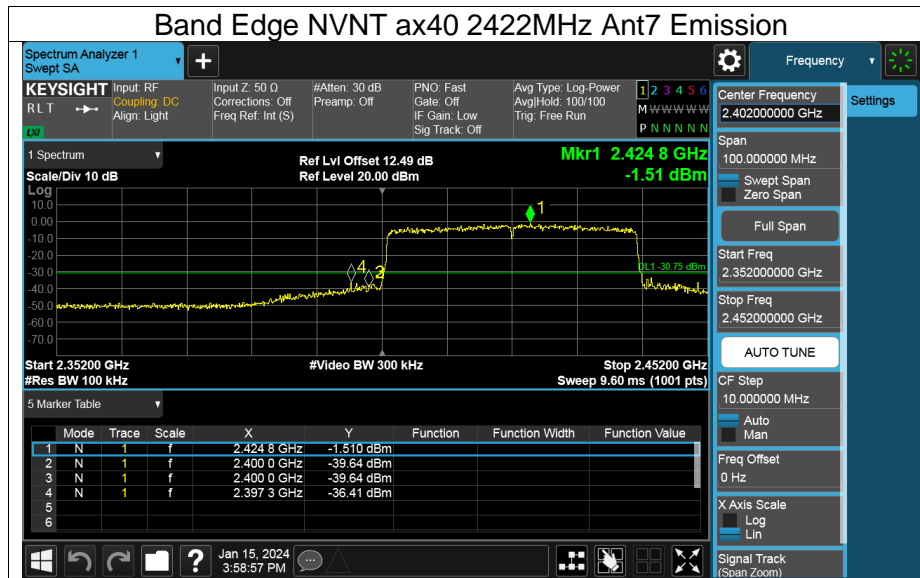 Band Edge NVNT ax40 2422MHz Ant7 Emission
Spectrum Analyzer 1
Swept SA
+
Frequency
KEYSIGHT
R L T
LXI
Input: RF
Coupling: DC
Align: Light
Input Z: 50 Ω
Corrections: Off
Freq Ref: Int (S)
#Atten: 30 dB
Preamp: Off
PNO: Fast
Gate: Off
IF Gain: Low
Sig Track: Off
Avg Type: Log-Power
Avg|Hold: 100/100
Trig: Free Run
1 2 3 4 5 6
M W W W W W
P N N N N N
1 Spectrum
Scale/Div 10 dB
Ref Lvl Offset 12.49 dB
Ref Level 20.00 dBm
Mkr1 2.424 8 GHz
-1.51 dBm
Log
10.0
0.00
-10.0
-20.0
-30.0
-40.0
-50.0
-60.0
-70.0
1
4
2
DL1 -30.75 dBm
Start 2.35200 GHz
#Res BW 100 kHz
#Video BW 300 kHz
Stop 2.45200 GHz
Sweep 9.60 ms (1001 pts)
5 Marker Table
Mode Trace Scale X Y Function Function Width Function Value
1 N 1 f 2.424 8 GHz -1.510 dBm
2 N 1 f 2.400 0 GHz -39.64 dBm
3 N 1 f 2.400 0 GHz -39.64 dBm
4 N 1 f 2.397 3 GHz -36.41 dBm
5
6
?
Jan 15, 2024
3:58:57 PM
Center Frequency
2.402000000 GHz
Span
100.000000 MHz
Swept Span
Zero Span
Full Span
Start Freq
2.352000000 GHz
Stop Freq
2.452000000 GHz
AUTO TUNE
CF Step
10.000000 MHz
Auto
Man
Freq Offset
0 Hz
X Axis Scale
Log
Lin
Signal Track
(Span Zoom)
Settings